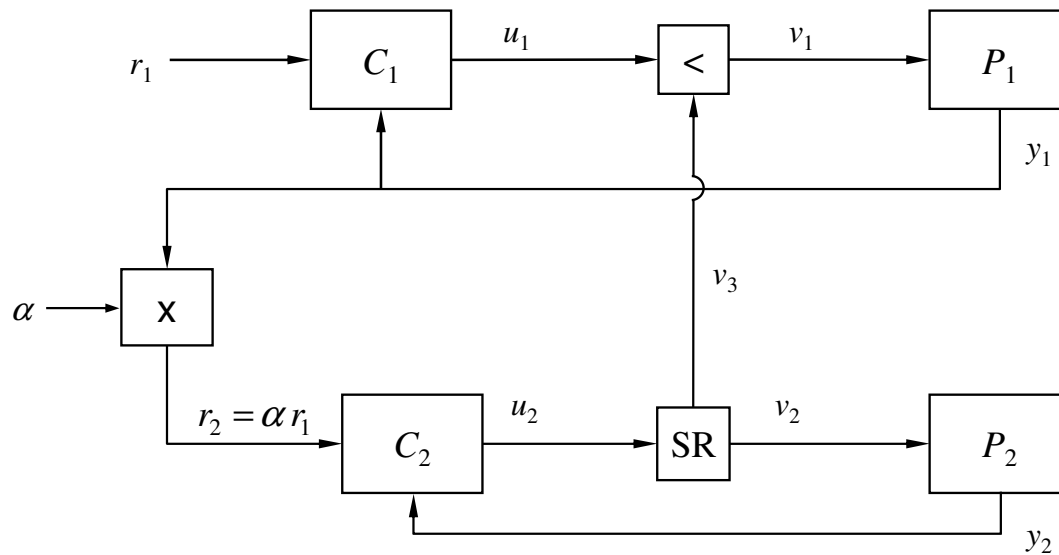 r₁
C₁
u₁
<
v₁
P₁
y₁
α
x
v₃
r₂ = α r₁
C₂
u₂
SR
v₂
P₂
y₂